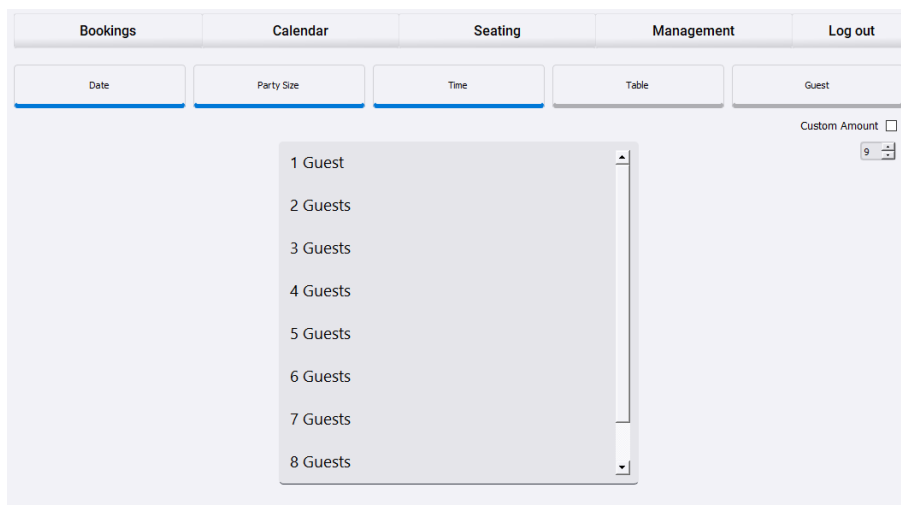 Bookings Calendar Seating Management Log out
Date Party Size Time Table Guest
Custom Amount
9
1 Guest
2 Guests
3 Guests
4 Guests
5 Guests
6 Guests
7 Guests
8 Guests